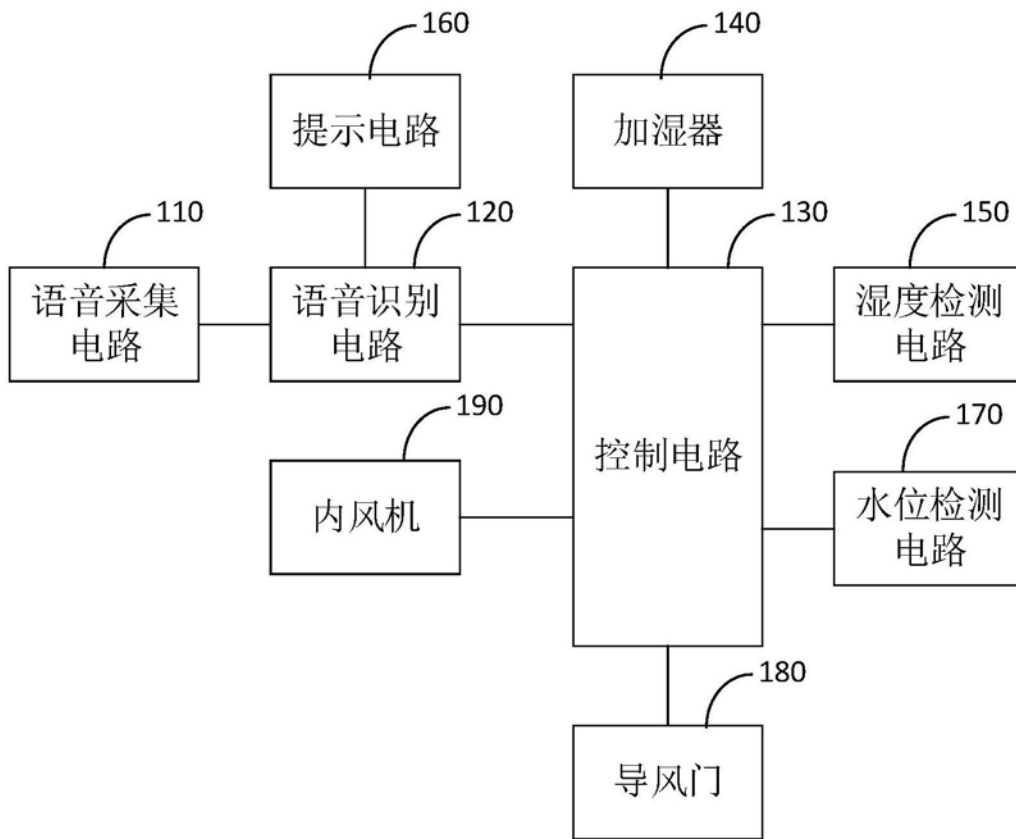 160
提示电路
140
加湿器
110
语音采集
电路
120
语音识别
电路
130
控制电路
150
湿度检测
电路
190
内风机
170
水位检测
电路
180
导风门